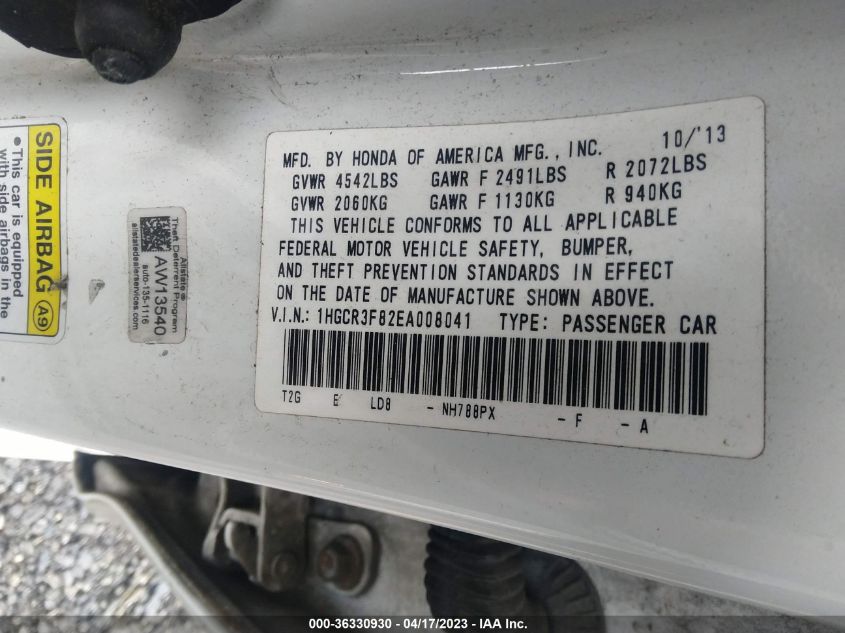 MFD. BY HONDA OF AMERICA MFG., INC. 10/'13
GVWR 4542LBS GAWR F 2491LBS R 2072LBS
GVWR 2060KG GAWR F 1130KG R 940KG
THIS VEHICLE CONFORMS TO ALL APPLICABLE
FEDERAL MOTOR VEHICLE SAFETY, BUMPER,
AND THEFT PREVENTION STANDARDS IN EFFECT
ON THE DATE OF MANUFACTURE SHOWN ABOVE.
V.I.N.: 1HGCR3F82EA008041 TYPE: PASSENGER CAR
T2G E LD8 - NH788PX - F - A
SIDE AIRBAG A9
• This car is equipped
with side airbags in the
Allstate
Theft Deterrent Program
AW13540
auto-135-1116
allstatedealerservices.com
000-36330930 - 04/17/2023 - IAA Inc.